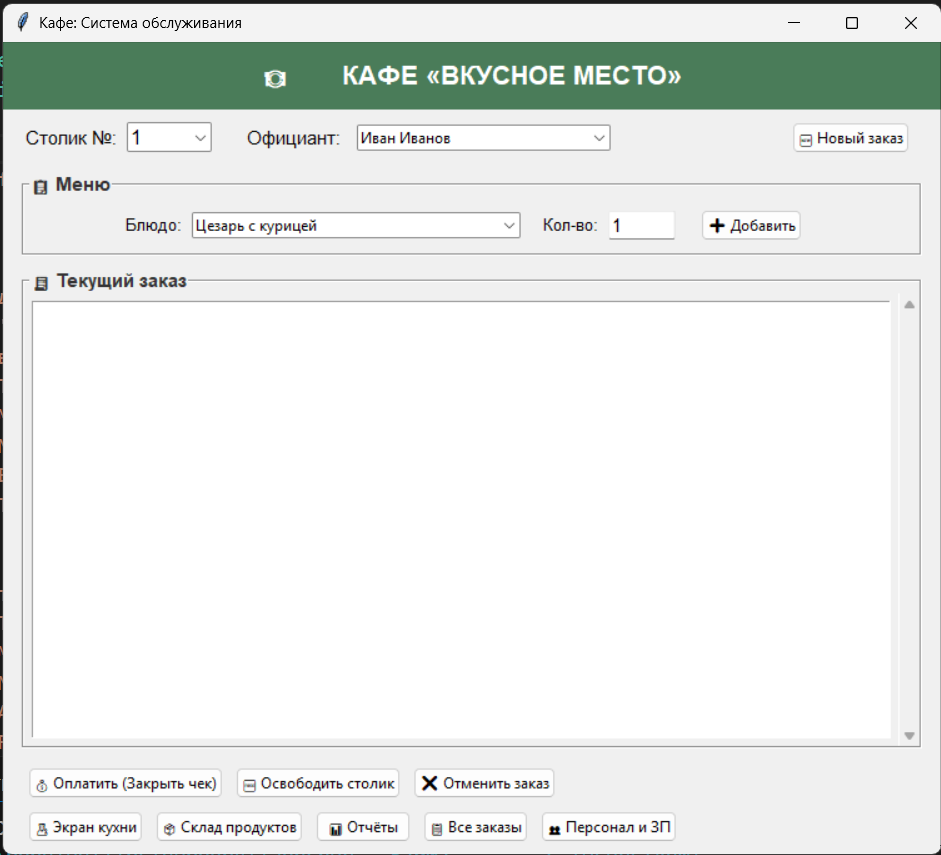 Кафе: Система обслуживания
КАФЕ «ВКУСНОЕ МЕСТО»
Столик №: 1 Официант: Иван Иванов Новый заказ
Меню
Блюдо: Цезарь с курицей Кол-во: 1 Добавить
Текущий заказ
Оплатить (Закрыть чек) Освободить столик Отменить заказ
Экран кухни Склад продуктов Отчёты Все заказы Персонал и ЗП